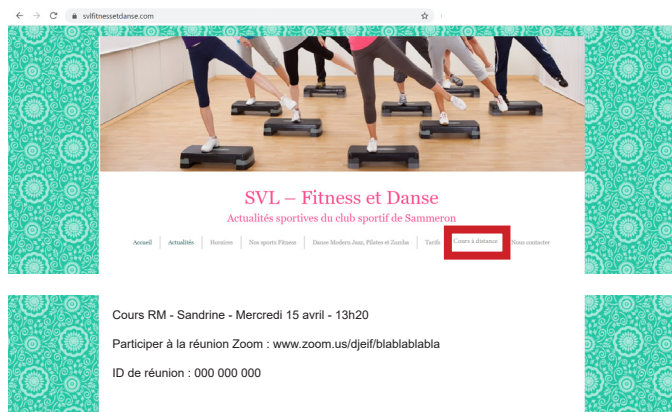 svlfitnessetdanse.com
SVL – Fitness et Danse
Actualités sportives du club sportif de Sammeron
Accueil Actualités Horaires Nos sports Fitness Danse Modern Jazz, Pilates et Zumba Tarifs Cours à distance Nous contacter
Cours RM - Sandrine - Mercredi 15 avril - 13h20
Participer à la réunion Zoom : www.zoom.us/djeif/blablablabla
ID de réunion : 000 000 000